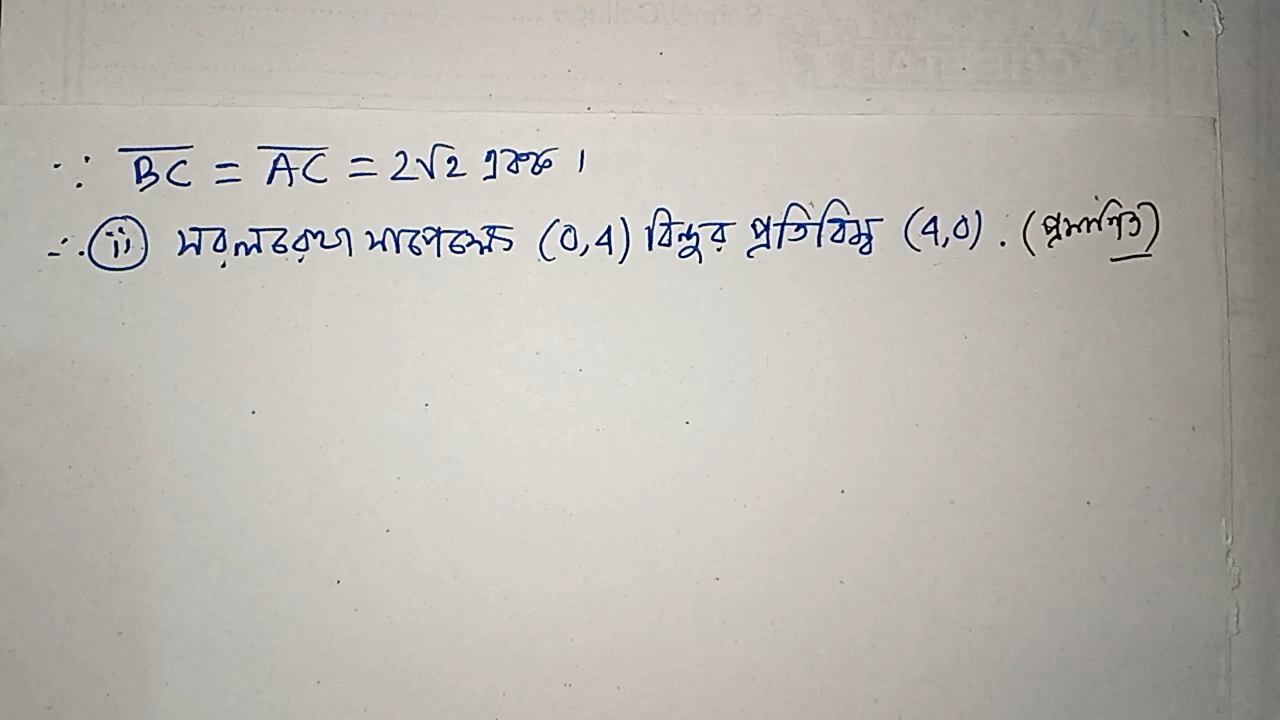 ∵ BC = AC = 2√2 একক ।
∴ (ii) সরলরেখা সাপেক্ষে (0,4) বিন্দুর প্রতিবিম্ব (4,0) . (প্রমাণিত)